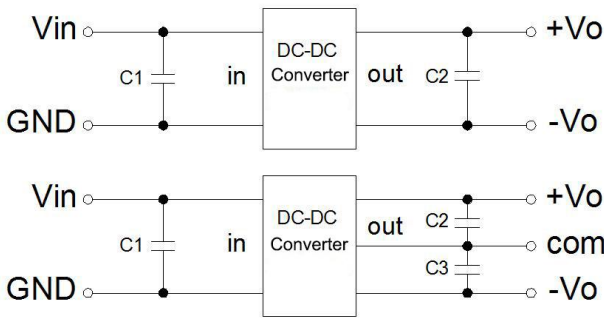 Vin
+Vo
DC-DC
Converter
C1
in
out
C2
GND
-Vo
Vin
+Vo
DC-DC
Converter
out
C2
C1
in
com
C3
GND
-Vo